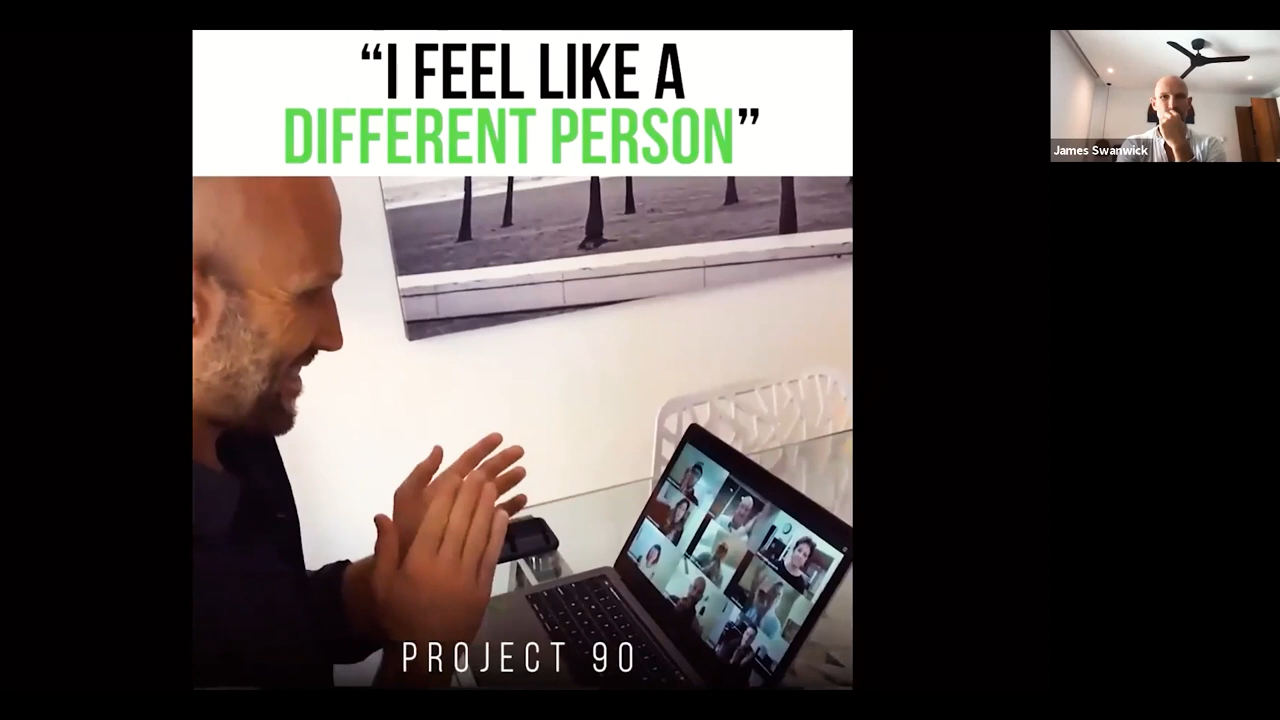 “I FEEL LIKE A
DIFFERENT PERSON”
James Swanwick
PROJECT 90